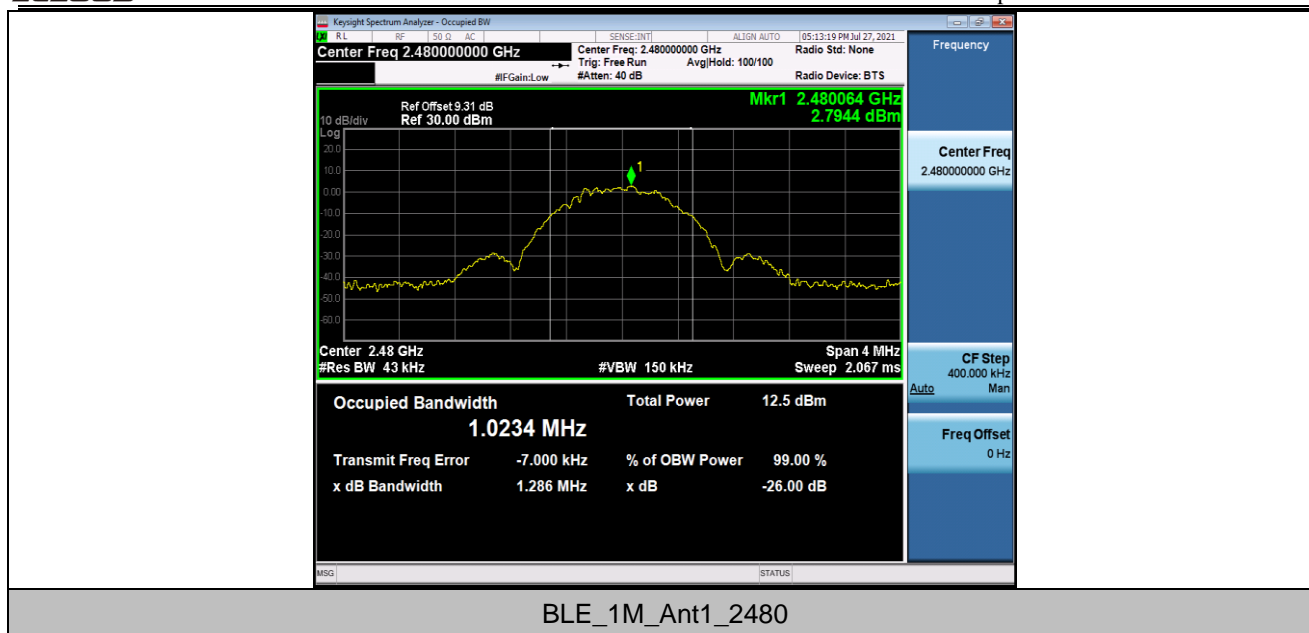 Keysight Spectrum Analyzer - Occupied BW
RL RF 50 Ω AC SENSE:INT ALIGN AUTO 05:13:19 PM Jul 27, 2021
Center Freq 2.480000000 GHz
Center Freq: 2.480000000 GHz
Radio Std: None
Trig: Free Run
Avg|Hold: 100/100
#IFGain:Low
#Atten: 40 dB
Radio Device: BTS
Frequency
Mkr1 2.480064 GHz
2.7944 dBm
Ref Offset 9.31 dB
10 dB/div
Ref 30.00 dBm
Log
20.0
10.0
0.00
-10.0
-20.0
-30.0
-40.0
-50.0
-60.0
1
Center 2.48 GHz
Span 4 MHz
#Res BW 43 kHz
#VBW 150 kHz
Sweep 2.067 ms
Center Freq
2.480000000 GHz
CF Step
400.000 kHz
Auto Man
Freq Offset
0 Hz
Occupied Bandwidth
1.0234 MHz
Total Power 12.5 dBm
Transmit Freq Error -7.000 kHz
% of OBW Power 99.00 %
x dB Bandwidth 1.286 MHz
x dB -26.00 dB
MSG
STATUS
BLE_1M_Ant1_2480